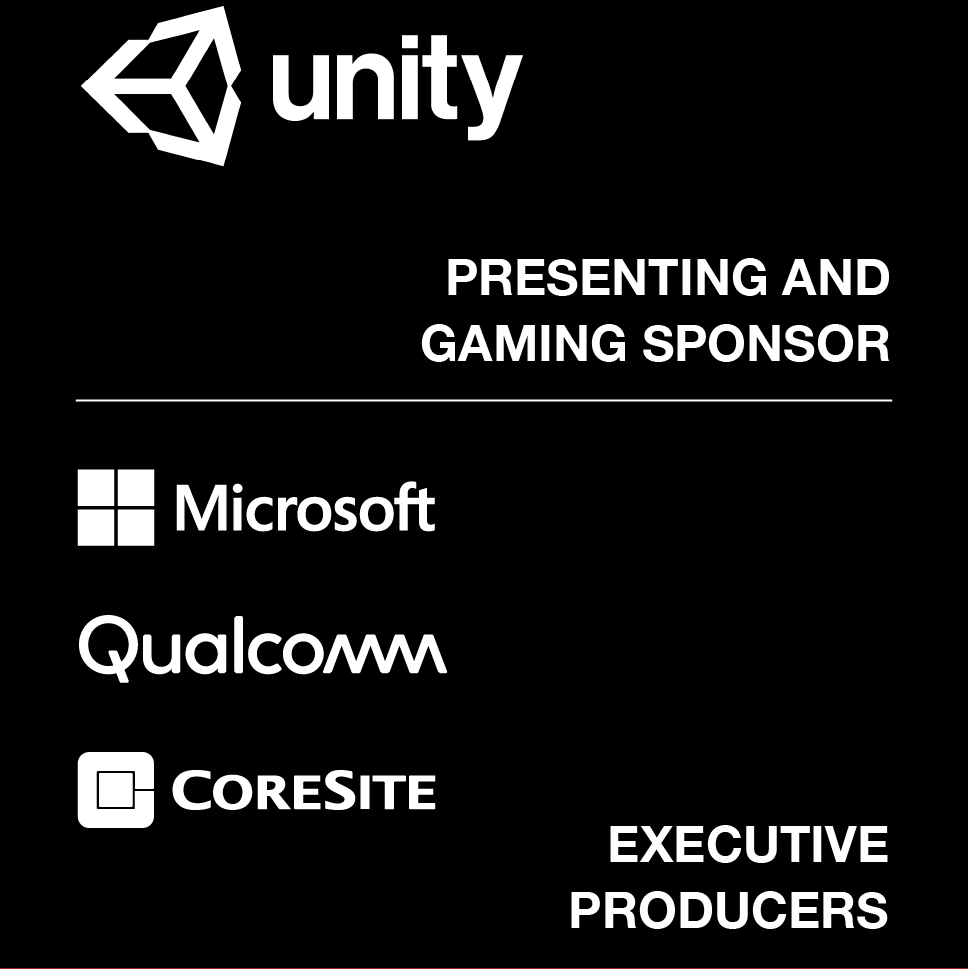 unity
PRESENTING AND
GAMING SPONSOR
Microsoft
Qualcomm
CORESITE
EXECUTIVE
PRODUCERS